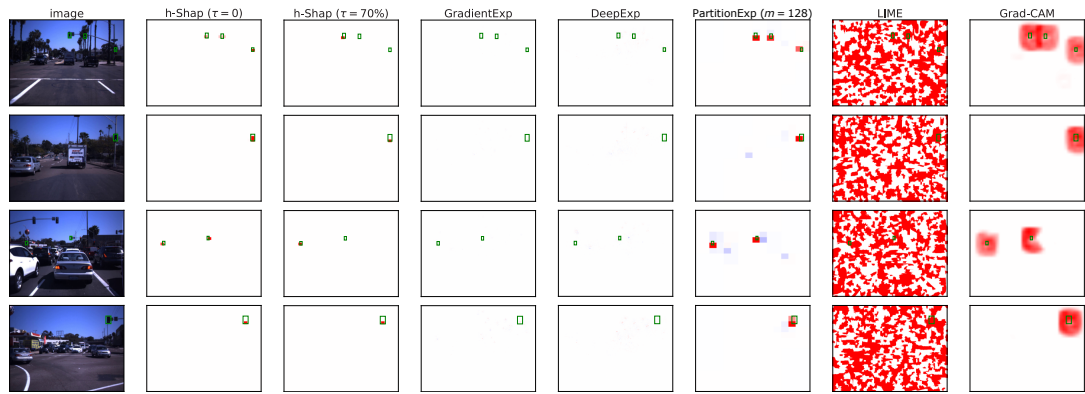 image h-Shap (τ = 0) h-Shap (τ = 70%) GradientExp DeepExp PartitionExp (m = 128) LIME Grad-CAM